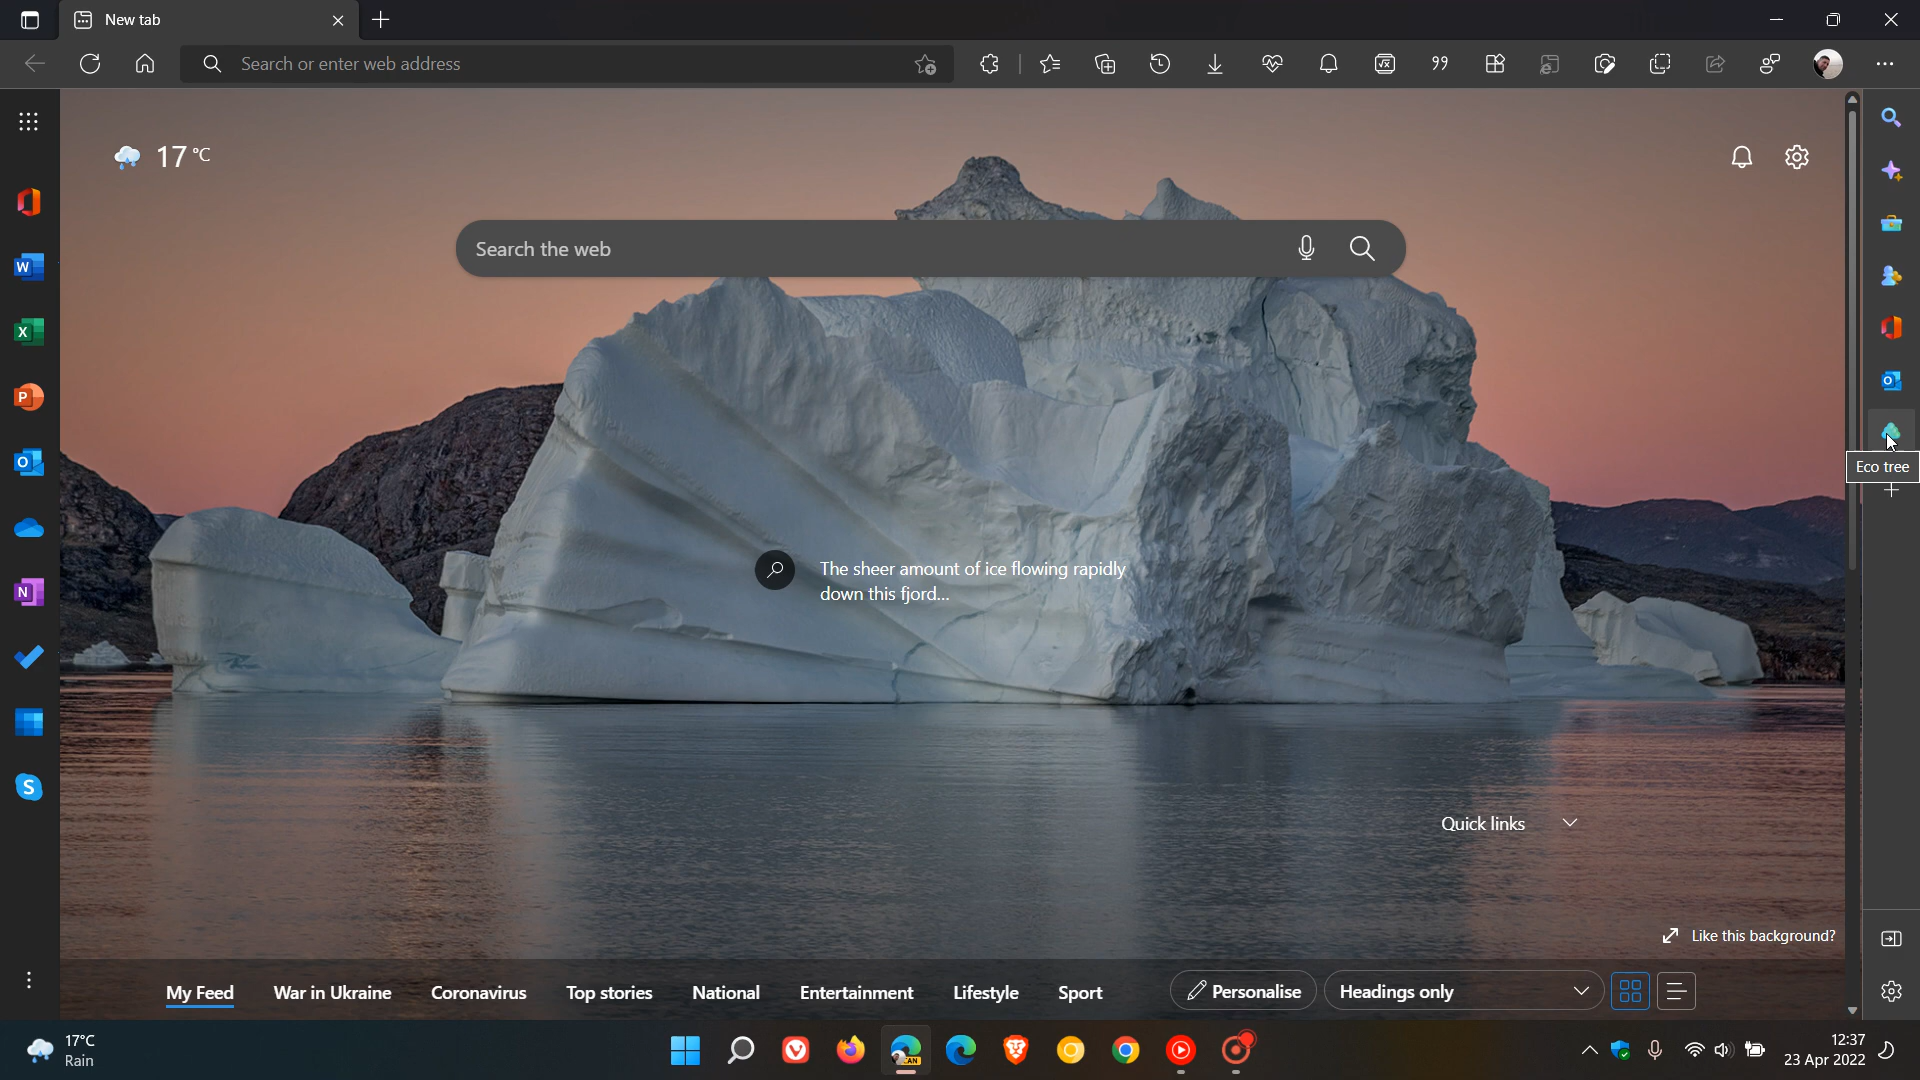 New tab
Search or enter web address
17 °C
Search the web
Eco tree
The sheer amount of ice flowing rapidly
down this fjord...
Quick links
Like this background?
My Feed War in Ukraine Coronavirus Top stories National Entertainment Lifestyle Sport Personalise Headings only
17°C
Rain
12:37
23 Apr 2022